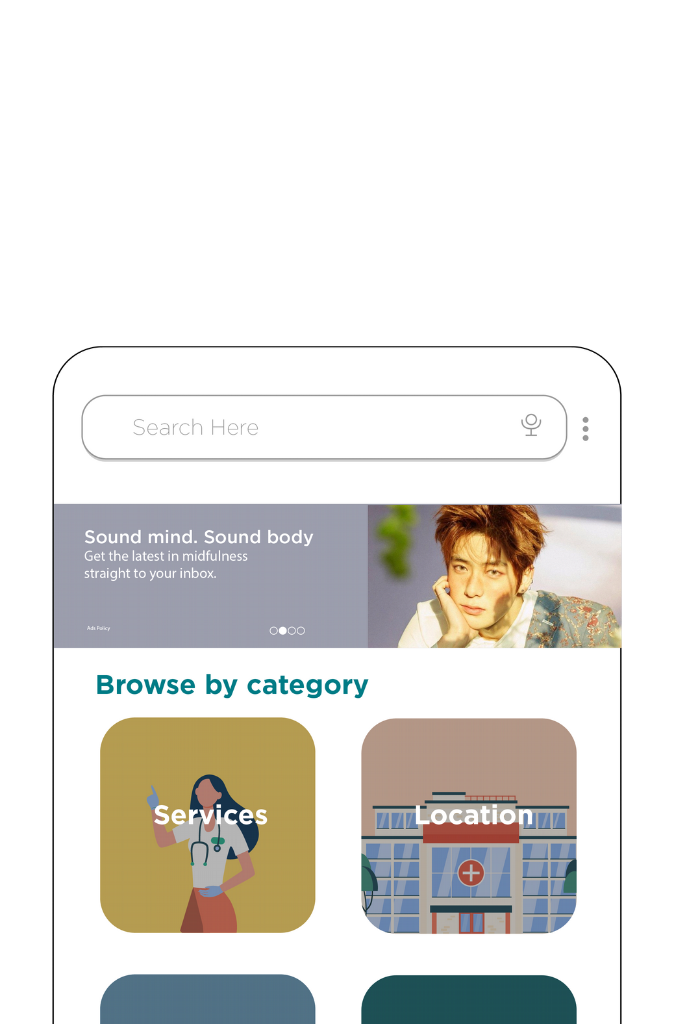 Search Here
Sound mind. Sound body
Get the latest in midfulness
straight to your inbox.
Ads Policy
Browse by category
Services
Location